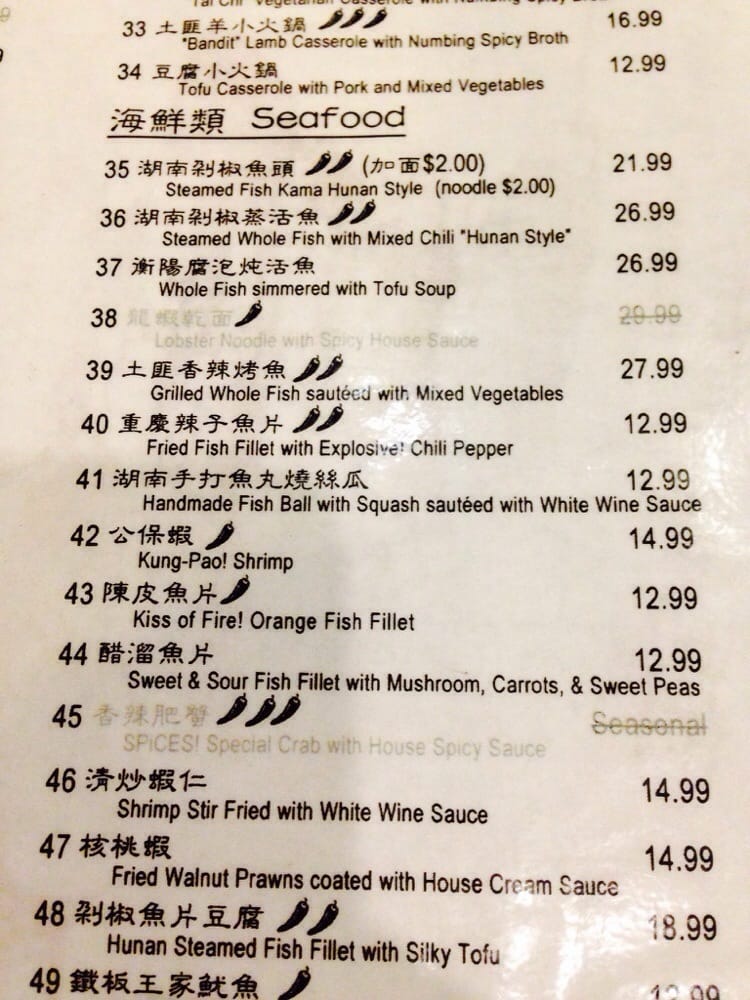 "Tai Chi" Vegetarian Casserole with Numbing Spicy
33 土匪羊小火鍋 16.99
"Bandit" Lamb Casserole with Numbing Spicy Broth
34 豆腐小火鍋 12.99
Tofu Casserole with Pork and Mixed Vegetables
海鮮類 Seafood
35 湖南剁椒魚頭 (加面$2.00) 21.99
Steamed Fish Kama Hunan Style (noodle $2.00)
36 湖南剁椒蒸活魚 26.99
Steamed Whole Fish with Mixed Chili "Hunan Style"
37 衡陽腐泡炖活魚 26.99
Whole Fish simmered with Tofu Soup
38 龍蝦乾面 29.99
Lobster Noodle with Spicy House Sauce
39 土匪香辣烤魚 27.99
Grilled Whole Fish sautéed with Mixed Vegetables
40 重慶辣子魚片 12.99
Fried Fish Fillet with Explosive! Chili Pepper
41 湖南手打魚丸燒絲瓜 12.99
Handmade Fish Ball with Squash sautéed with White Wine Sauce
42 公保蝦 14.99
Kung-Pao! Shrimp
43 陳皮魚片 12.99
Kiss of Fire! Orange Fish Fillet
44 醋溜魚片 12.99
Sweet & Sour Fish Fillet with Mushroom, Carrots, & Sweet Peas
45 香辣肥蟹 Seasonal
SPICES! Special Crab with House Spicy Sauce
46 清炒蝦仁 14.99
Shrimp Stir Fried with White Wine Sauce
47 核桃蝦 14.99
Fried Walnut Prawns coated with House Cream Sauce
48 剁椒魚片豆腐 18.99
Hunan Steamed Fish Fillet with Silky Tofu
49 鐵板王家魷魚 12.99